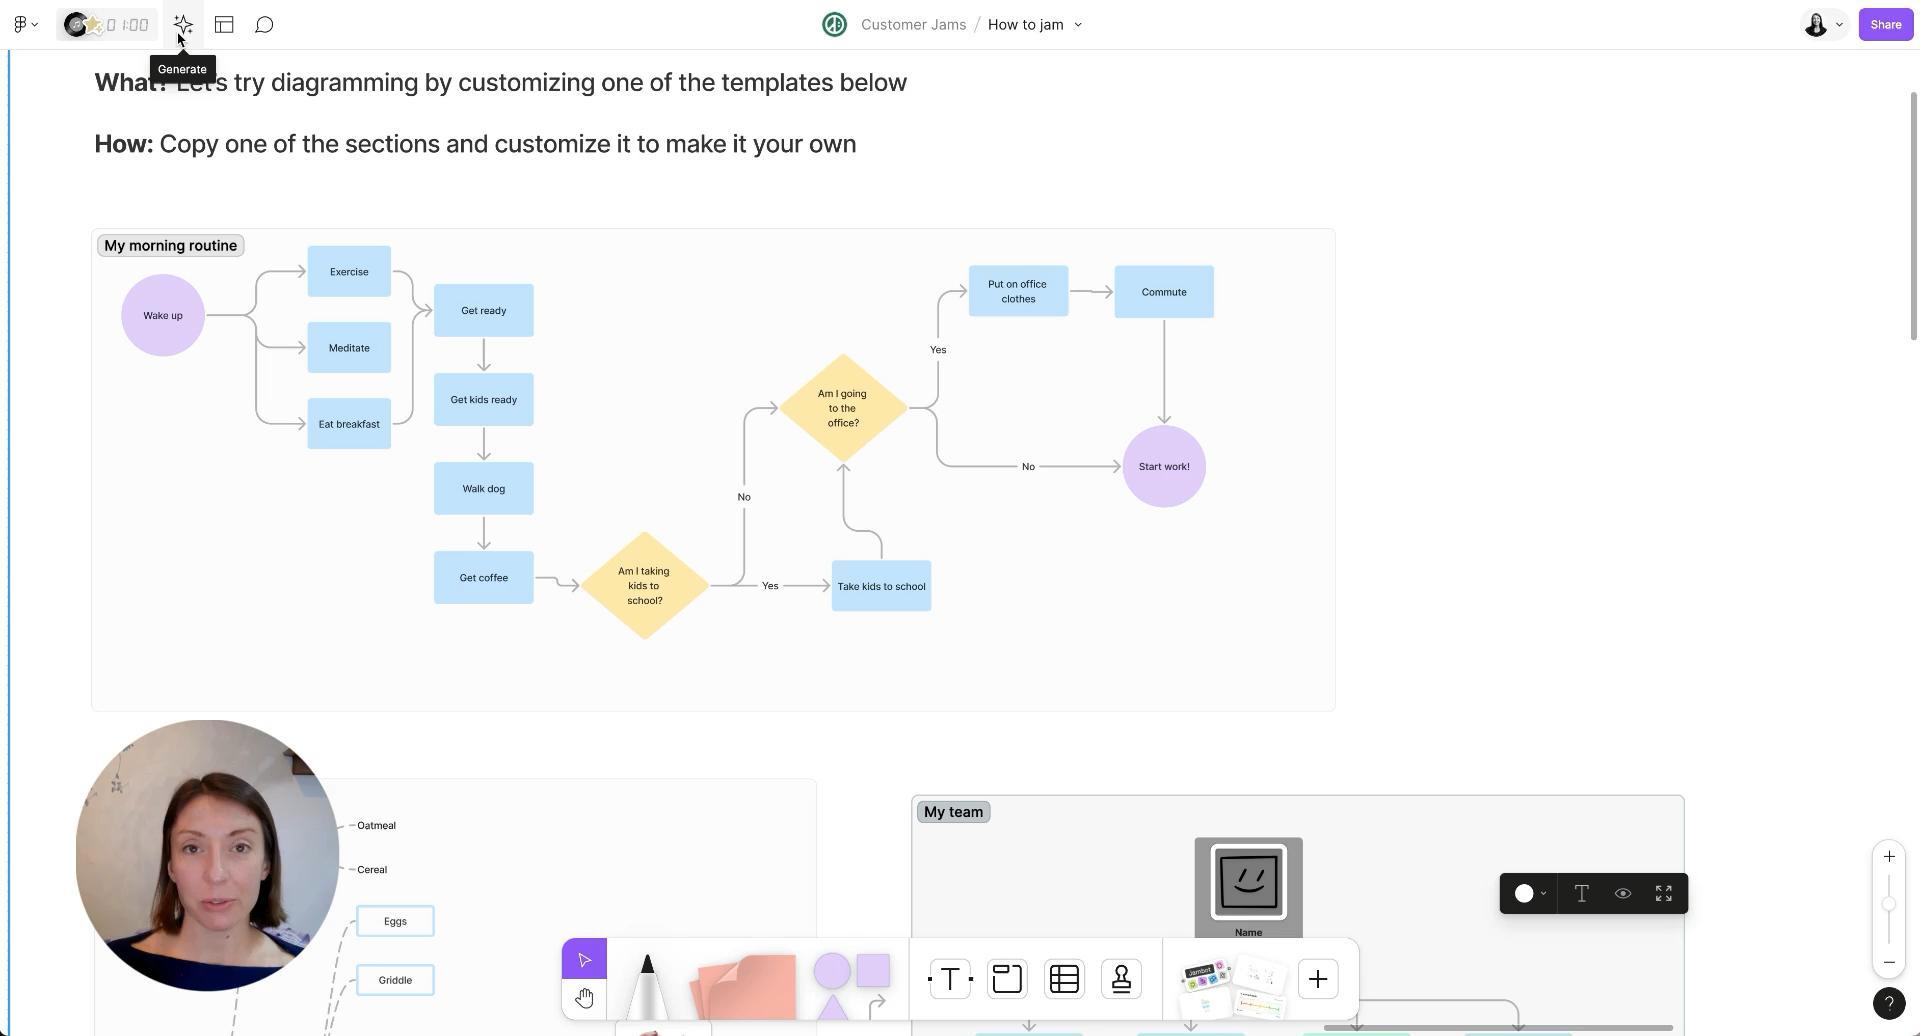 01:00
Customer Jams / How to jam
Share
Generate
What? Let's try diagramming by customizing one of the templates below
How: Copy one of the sections and customize it to make it your own
My morning routine
Wake up
Exercise
Meditate
Eat breakfast
Get ready
Get kids ready
Walk dog
Get coffee
Am I taking
kids to
school?
No
Yes
Take kids to school
Am I going
to the
office?
Yes
No
Put on office
clothes
Commute
Start work!
Oatmeal
Cereal
Eggs
Griddle
My team
Name
T
T
Jambot
+
+
−
?